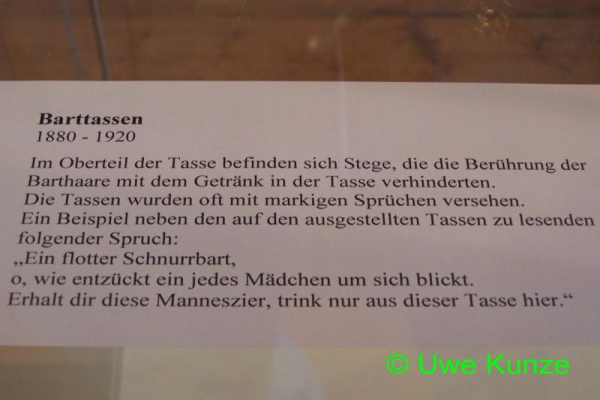 Barttassen
1880 - 1920
Im Oberteil der Tasse befinden sich Stege, die die Berührung der
Barthaare mit dem Getränk in der Tasse verhinderten.
Die Tassen wurden oft mit markigen Sprüchen versehen.
Ein Beispiel neben den auf den ausgestellten Tassen zu lesenden
folgender Spruch:
„Ein flotter Schnurrbart,
o, wie entzückt ein jedes Mädchen um sich blickt.
Erhalt dir diese Manneszier, trink nur aus dieser Tasse hier.“
© Uwe Kunze